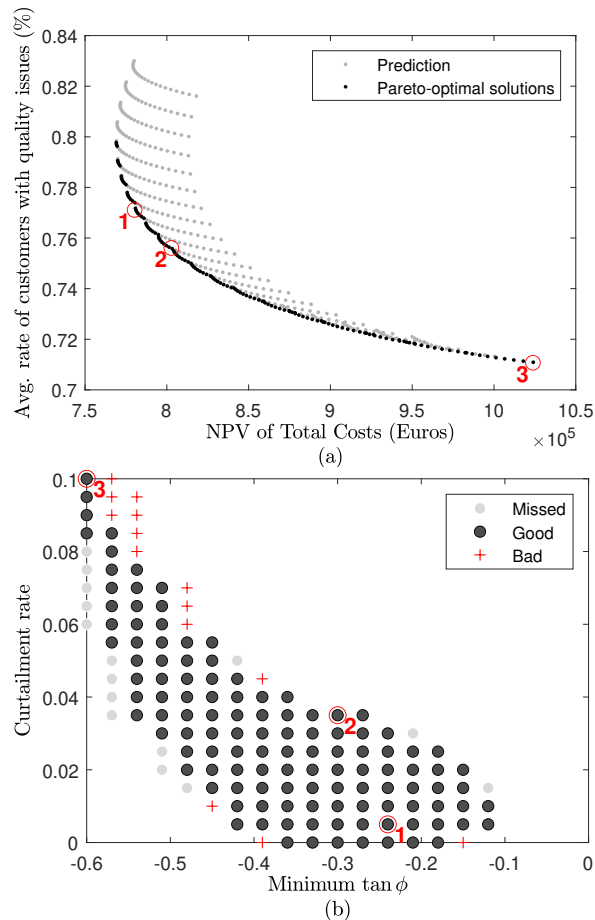 0.84
0.82
0.8
0.78
0.76
0.74
0.72
0.7
Avg. rate of customers with quality issues (%)
Prediction
Pareto-optimal solutions
1
2
3
7.5 8 8.5 9 9.5 10 10.5
NPV of Total Costs (Euros)
× 10⁵
(a)
0.1
0.08
0.06
0.04
0.02
0
Curtailment rate
Missed
Good
Bad
3
2
1
-0.6 -0.5 -0.4 -0.3 -0.2 -0.1 0
Minimum tan ϕ
(b)